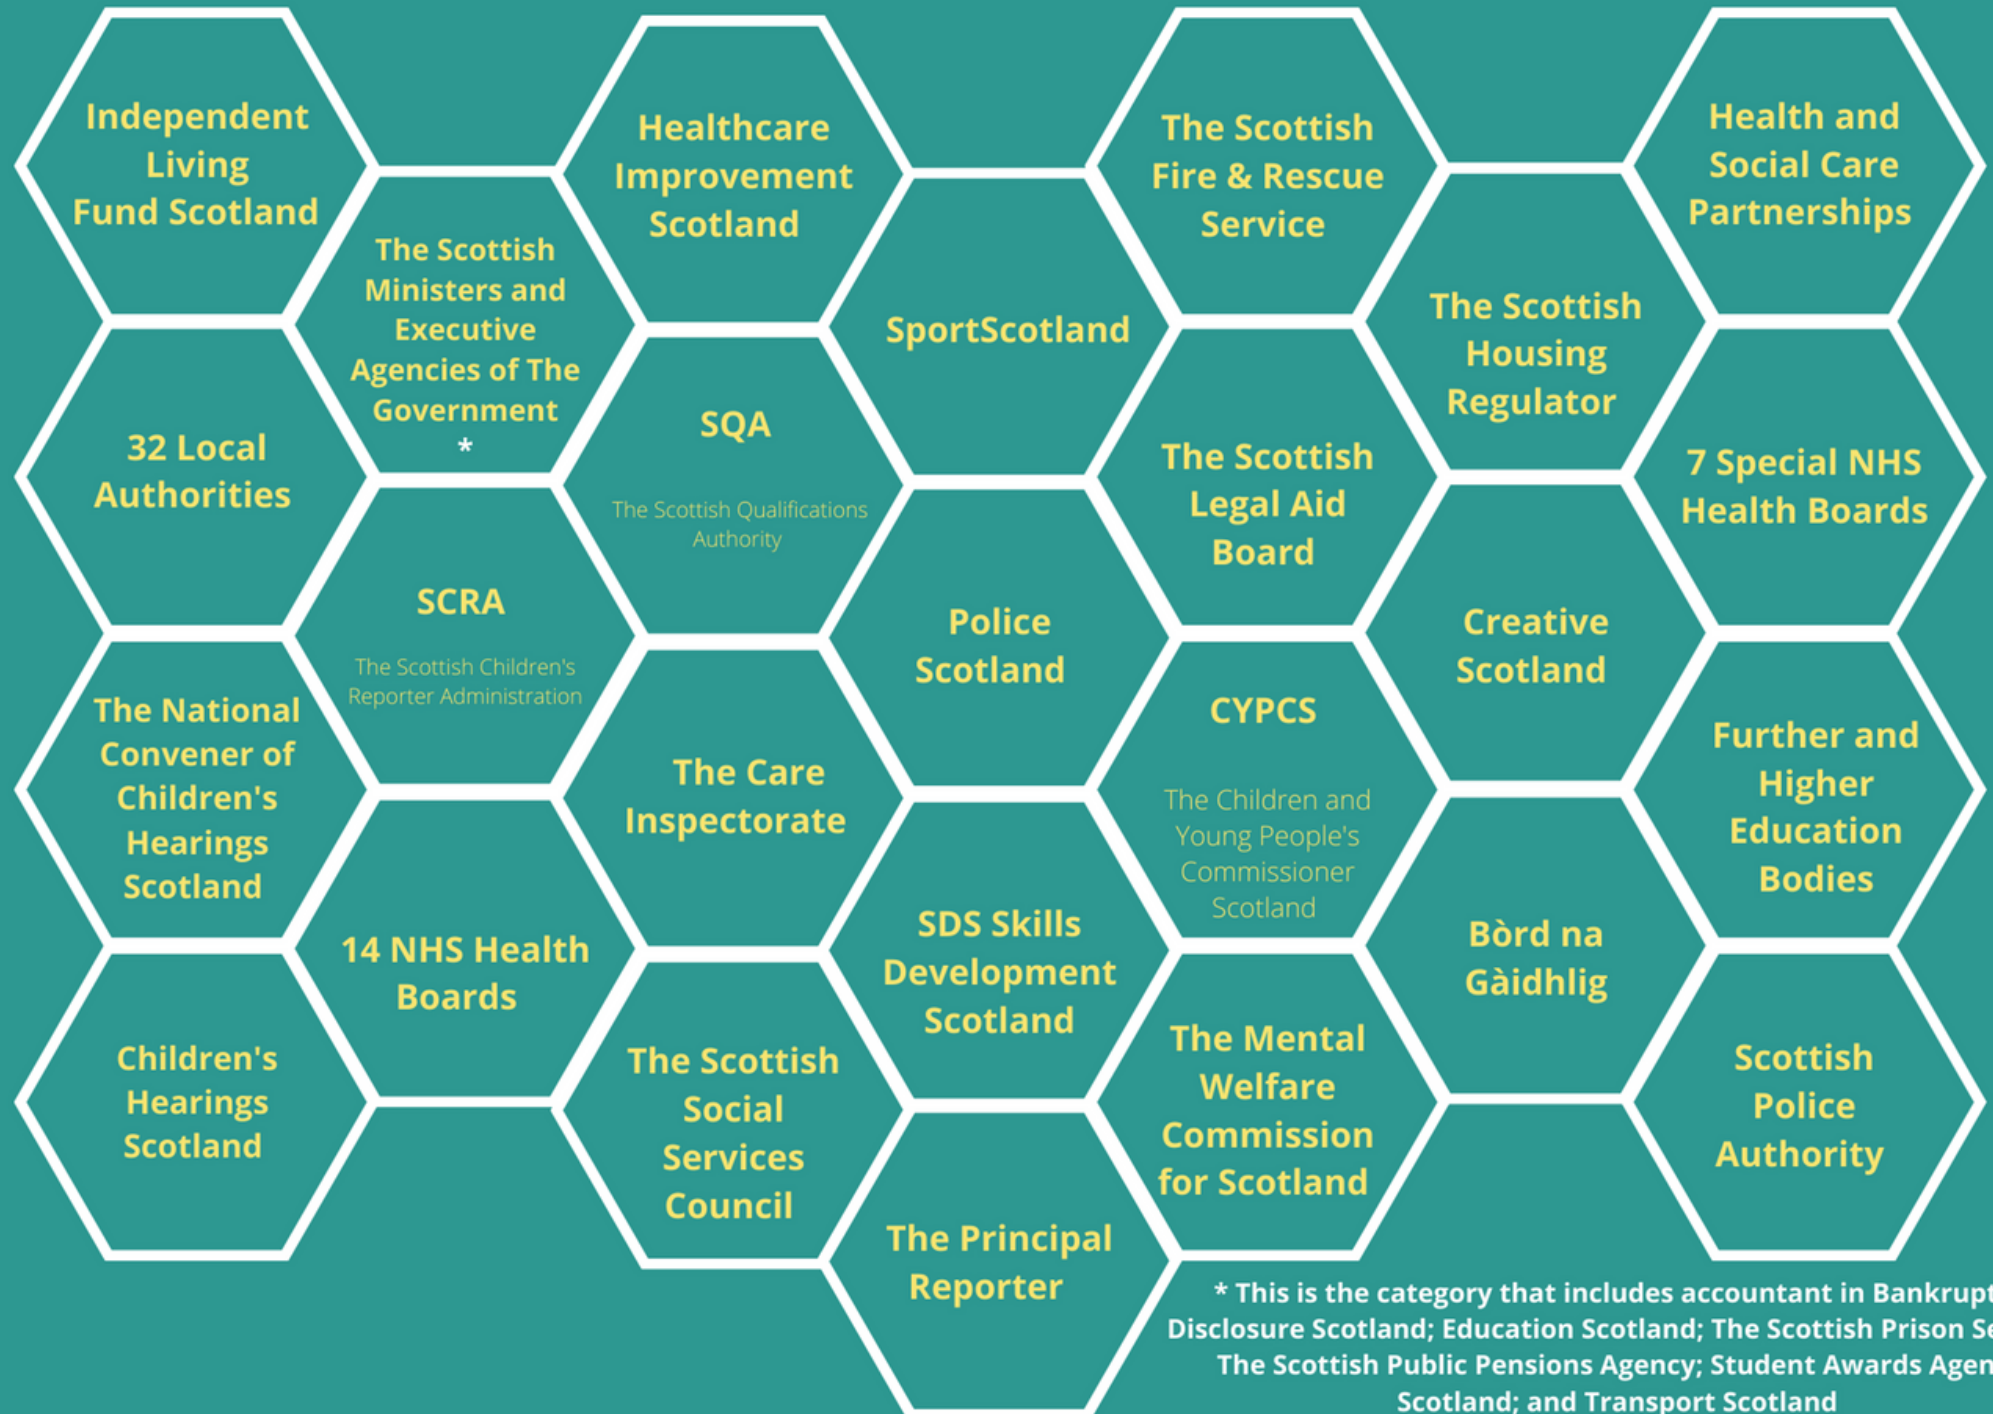 Independent
Living
Fund Scotland
32 Local
Authorities
The National
Convener of
Children's
Hearings
Scotland
Children's
Hearings
Scotland
The Scottish
Ministers and
Executive
Agencies of The
Government
*
SCRA
The Scottish Children's
Reporter Administration
14 NHS Health
Boards
Healthcare
Improvement
Scotland
SQA
The Scottish Qualifications
Authority
The Care
Inspectorate
The Scottish
Social
Services
Council
SportScotland
Police
Scotland
SDS Skills
Development
Scotland
The Principal
Reporter
The Scottish
Fire & Rescue
Service
The Scottish
Legal Aid
Board
CYPCS
The Children and
Young People's
Commissioner
Scotland
The Mental
Welfare
Commission
for Scotland
The Scottish
Housing
Regulator
Creative
Scotland
Bòrd na
Gàidhlig
Health and
Social Care
Partnerships
7 Special NHS
Health Boards
Further and
Higher
Education
Bodies
Scottish
Police
Authority
* This is the category that includes accountant in
Disclosure Scotland; Education Scotland; The Scottish Prison
The Scottish Public Pensions Agency; Student Awards
Scotland; and Transport Scotland